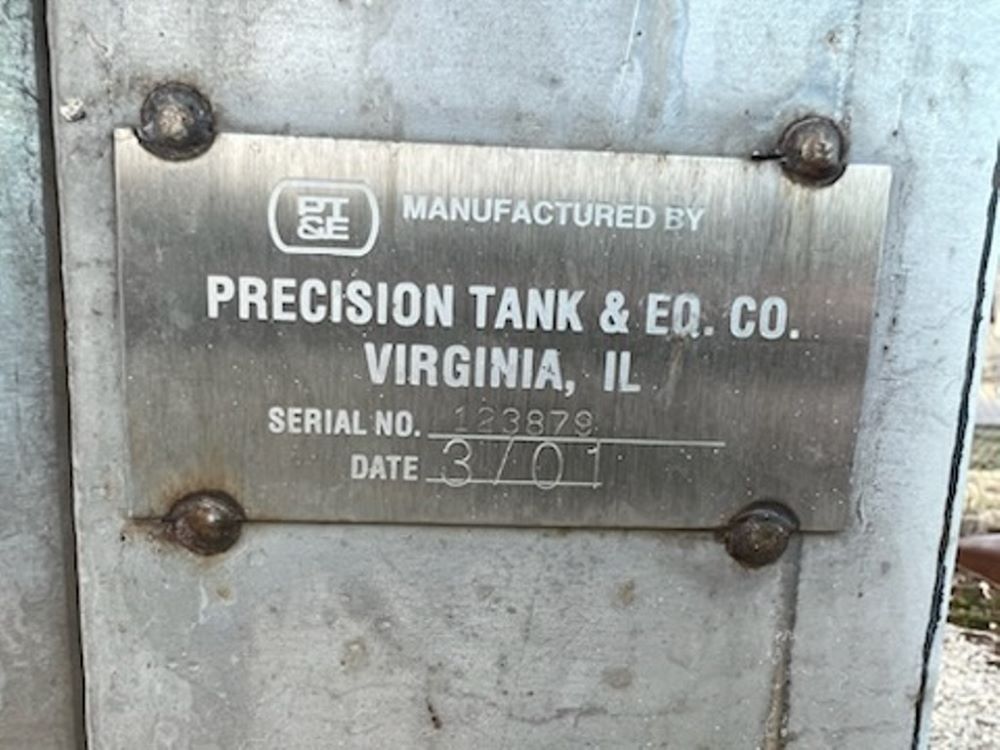 PT
&E
MANUFACTURED BY
PRECISION TANK & EQ. CO.
VIRGINIA, IL
SERIAL NO. 123879
DATE 3/01